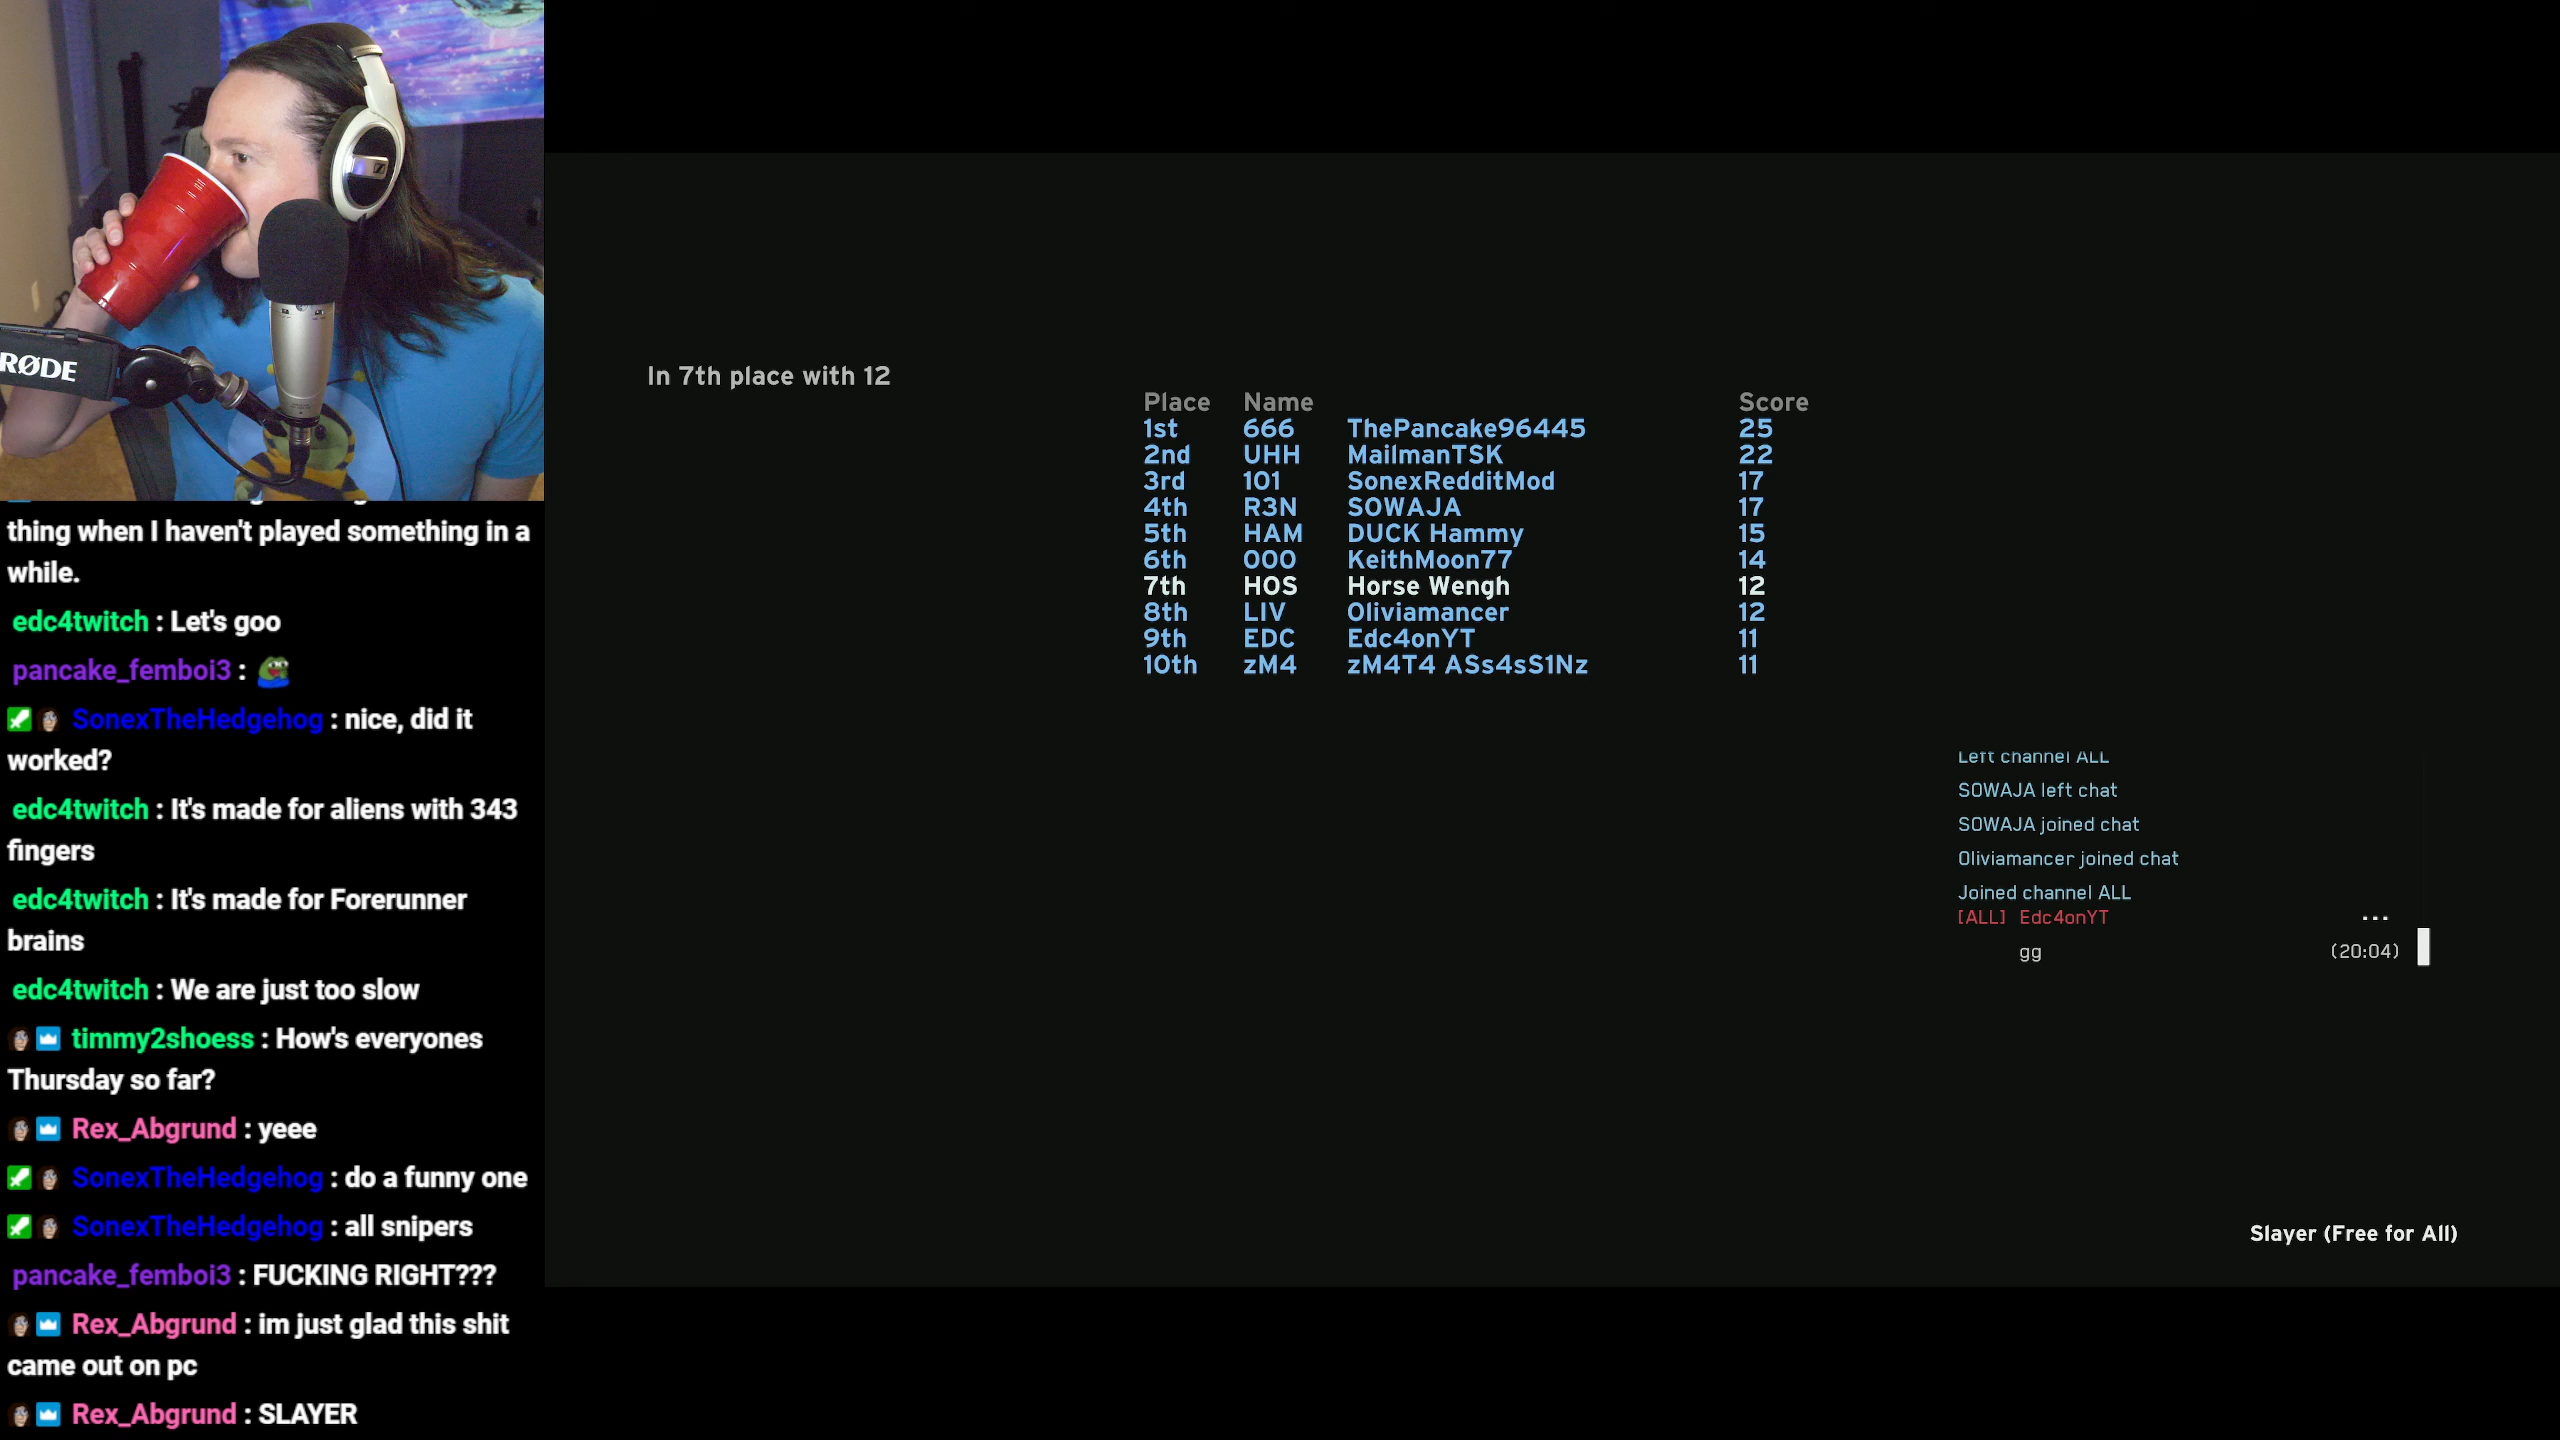 RØDE
thing when I haven't played something in a
while.
edc4twitch : Let's goo
pancake_femboi3 :
SonexTheHedgehog : nice, did it
worked?
edc4twitch : It's made for aliens with 343
fingers
edc4twitch : It's made for Forerunner
brains
edc4twitch : We are just too slow
timmy2shoess : How's everyones
Thursday so far?
Rex_Abgrund : yeee
SonexTheHedgehog : do a funny one
SonexTheHedgehog : all snipers
pancake_femboi3 : FUCKING RIGHT???
Rex_Abgrund : im just glad this shit
came out on pc
Rex_Abgrund : SLAYER
In 7th place with 12
Place Name Score
1st 666 ThePancake96445 25
2nd UHH MailmanTSK 22
3rd 101 SonexRedditMod 17
4th R3N SOWAJA 17
5th HAM DUCK Hammy 15
6th 000 KeithMoon77 14
7th HOS Horse Wengh 12
8th LIV Oliviamancer 12
9th EDC Edc4onYT 11
10th zM4 zM4T4 ASs4sS1Nz 11
Left channel ALL
SOWAJA left chat
SOWAJA joined chat
Oliviamancer joined chat
Joined channel ALL
[ALL] Edc4onYT ...
gg (20:04)
Slayer (Free for All)